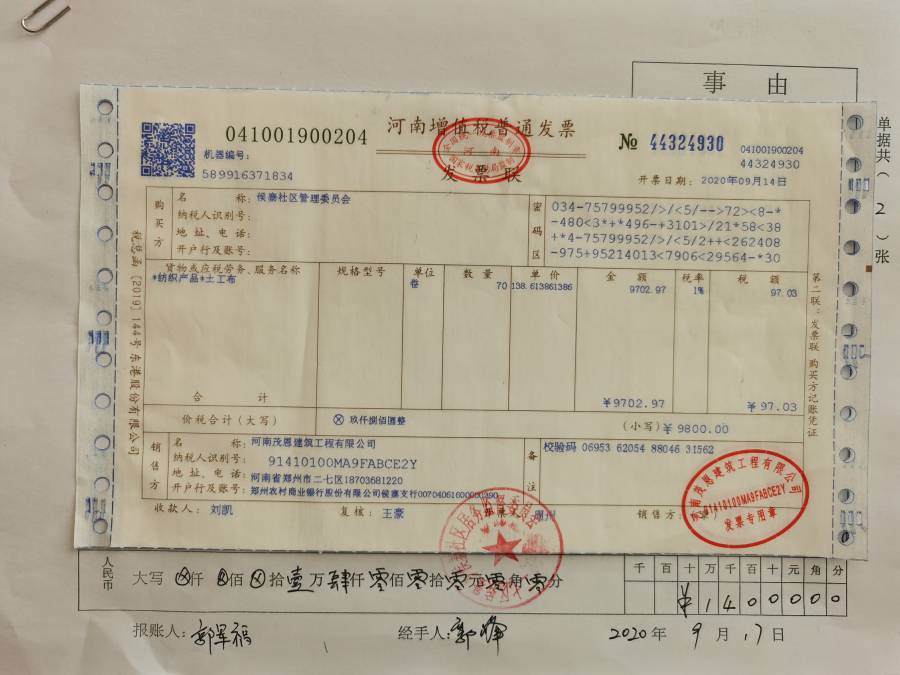 事 由
单据共（ 2 ）张
041001900204 河南增值税普通发票 № 44324930 041001900204
44324930
机器编号:
589916371834 发票联 开票日期: 2020年09月14日
购买方
名 称: 侯寨社区管理委员会
纳税人识别号:
地 址、电 话:
开户行及账号:
密码区
034-75799952/>/<5/-->72><8-*
-480<3*+*496-+3101>/21*58<38
+*4-75799952/>/<5/2++<262408
-975+95214013<7906<29564-*30
货物或应税劳务、服务名称 规格型号 单位 数 量 单 价 金 额 税率 税 额
*纺织产品*土工布 卷 70 138.613861386 9702.97 1% 97.03
合 计 ¥9702.97 ¥97.03
价税合计（大写） ⊗ 玖仟捌佰圆整 （小写）¥ 9800.00
销售方
名 称: 河南茂恩建筑工程有限公司
纳税人识别号: 91410100MA9FABCE2Y
地 址、电 话: 河南省郑州市二七区18703681220
开户行及账号: 郑州农村商业银行股份有限公司侯寨支行
备注
校验码 06953 62054 88046 31562
收款人: 刘凯 复核: 王豪 销售方:
税总函〔2019〕144号东港股份有限公司
第二联：发票联 购买方记账凭证
91410100MA9FABCE2Y
发票专用章
人民币 大写 ⊗仟⊗佰⊗拾壹万肆仟零佰零拾零元零角零分
千 百 十 万 千 百 十 元 角 分
¥ 1 4 0 0 0 0 0
报账人: 经手人: 2020年 9 月 17 日